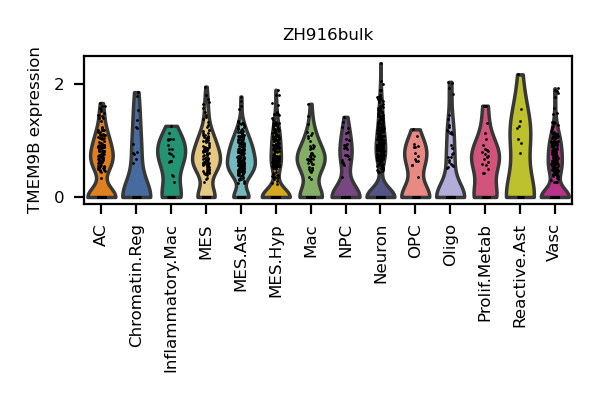 ZH916bulk
TMEM9B expression
2
0
AC
Chromatin.Reg
Inflammatory.Mac
MES
MES.Ast
MES.Hyp
Mac
NPC
Neuron
OPC
Oligo
Prolif.Metab
Reactive.Ast
Vasc